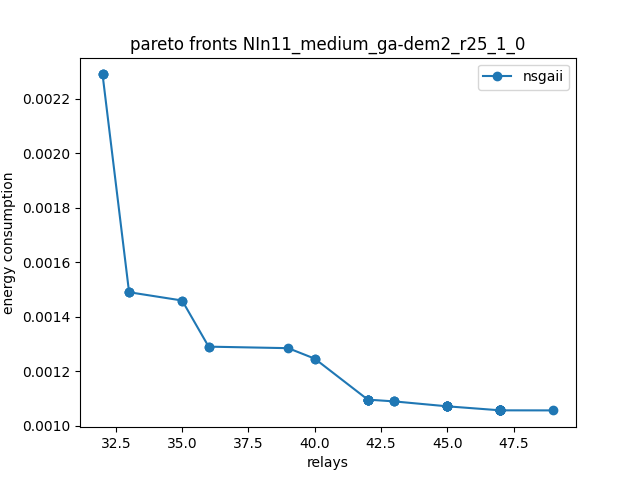 pareto fronts NIn11_medium_ga-dem2_r25_1_0
nsgaii
energy consumption
0.0022
0.0020
0.0018
0.0016
0.0014
0.0012
0.0010
32.5 35.0 37.5 40.0 42.5 45.0 47.5
relays